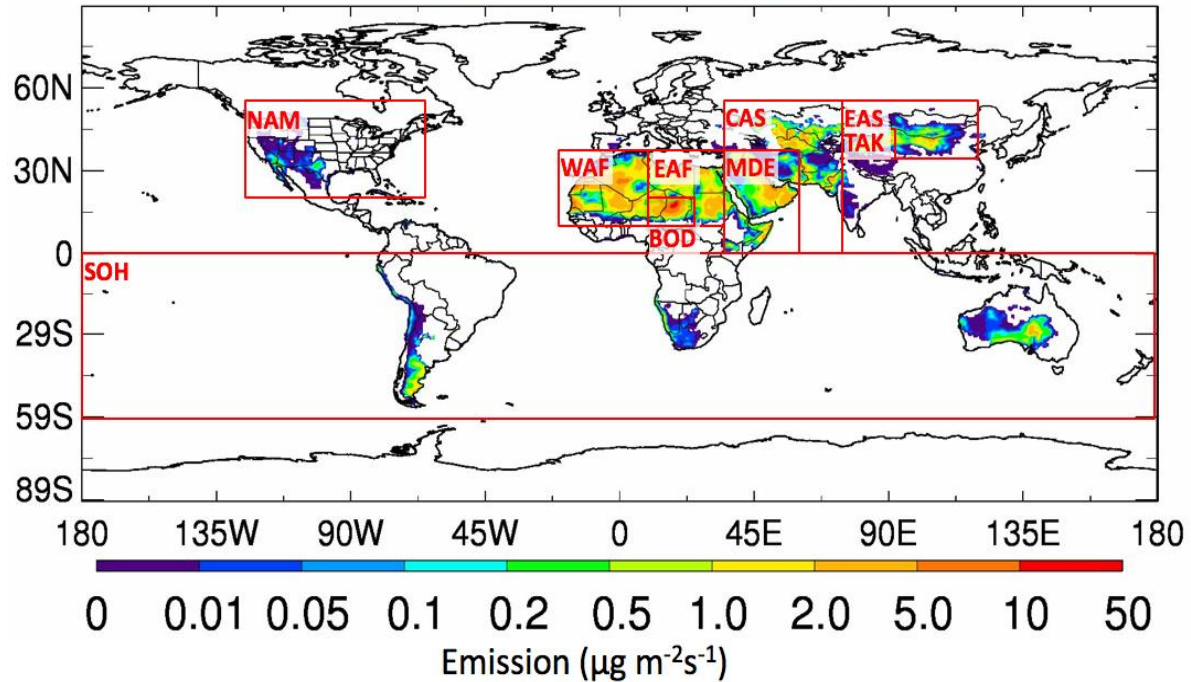 60N
30N
0
29S
59S
89S
NAM
CAS
EAS
TAK
WAF
EAF
MDE
BOD
SOH
180 135W 90W 45W 0 45E 90E 135E 180
0 0.01 0.05 0.1 0.2 0.5 1.0 2.0 5.0 10 50
Emission (µg m⁻²s⁻¹)